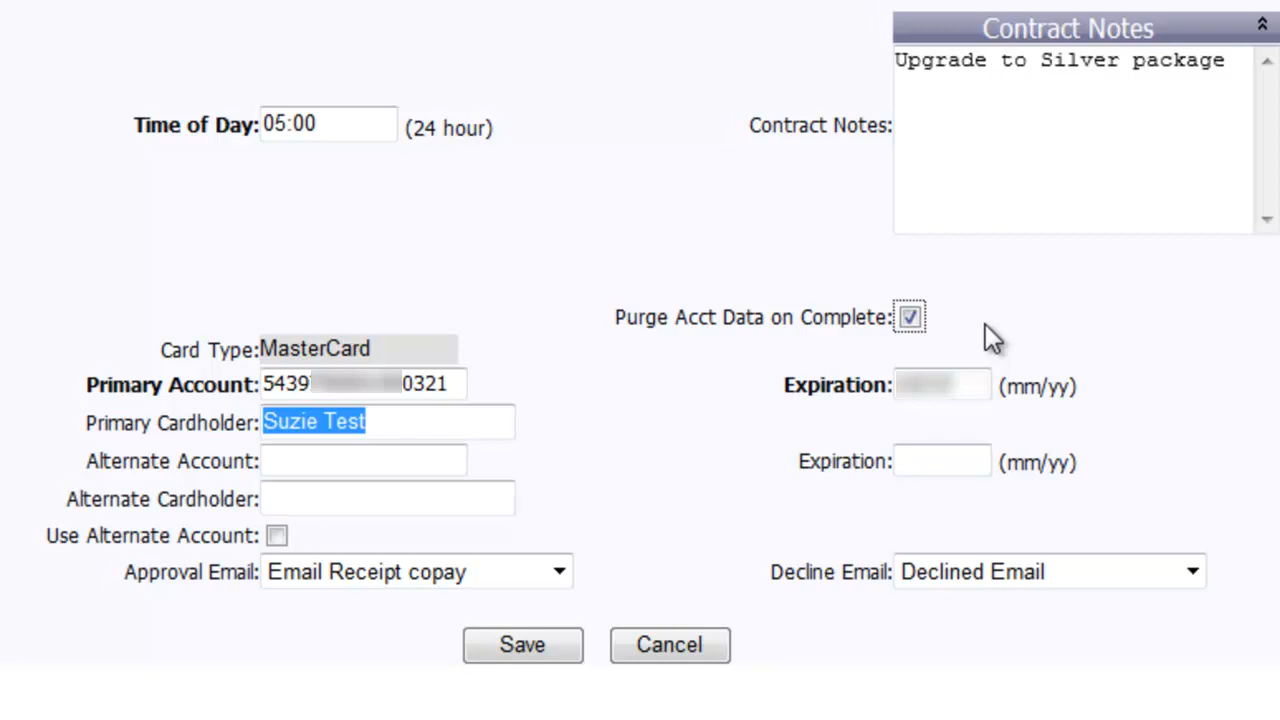 Contract Notes
Upgrade to Silver package
Time of Day: 05:00 (24 hour)
Contract Notes:
Purge Acct Data on Complete:
Card Type: MasterCard
Primary Account: 5439 0321
Expiration: (mm/yy)
Primary Cardholder: Suzie Test
Alternate Account:
Expiration: (mm/yy)
Alternate Cardholder:
Use Alternate Account:
Approval Email: Email Receipt copay
Decline Email: Declined Email
Save Cancel